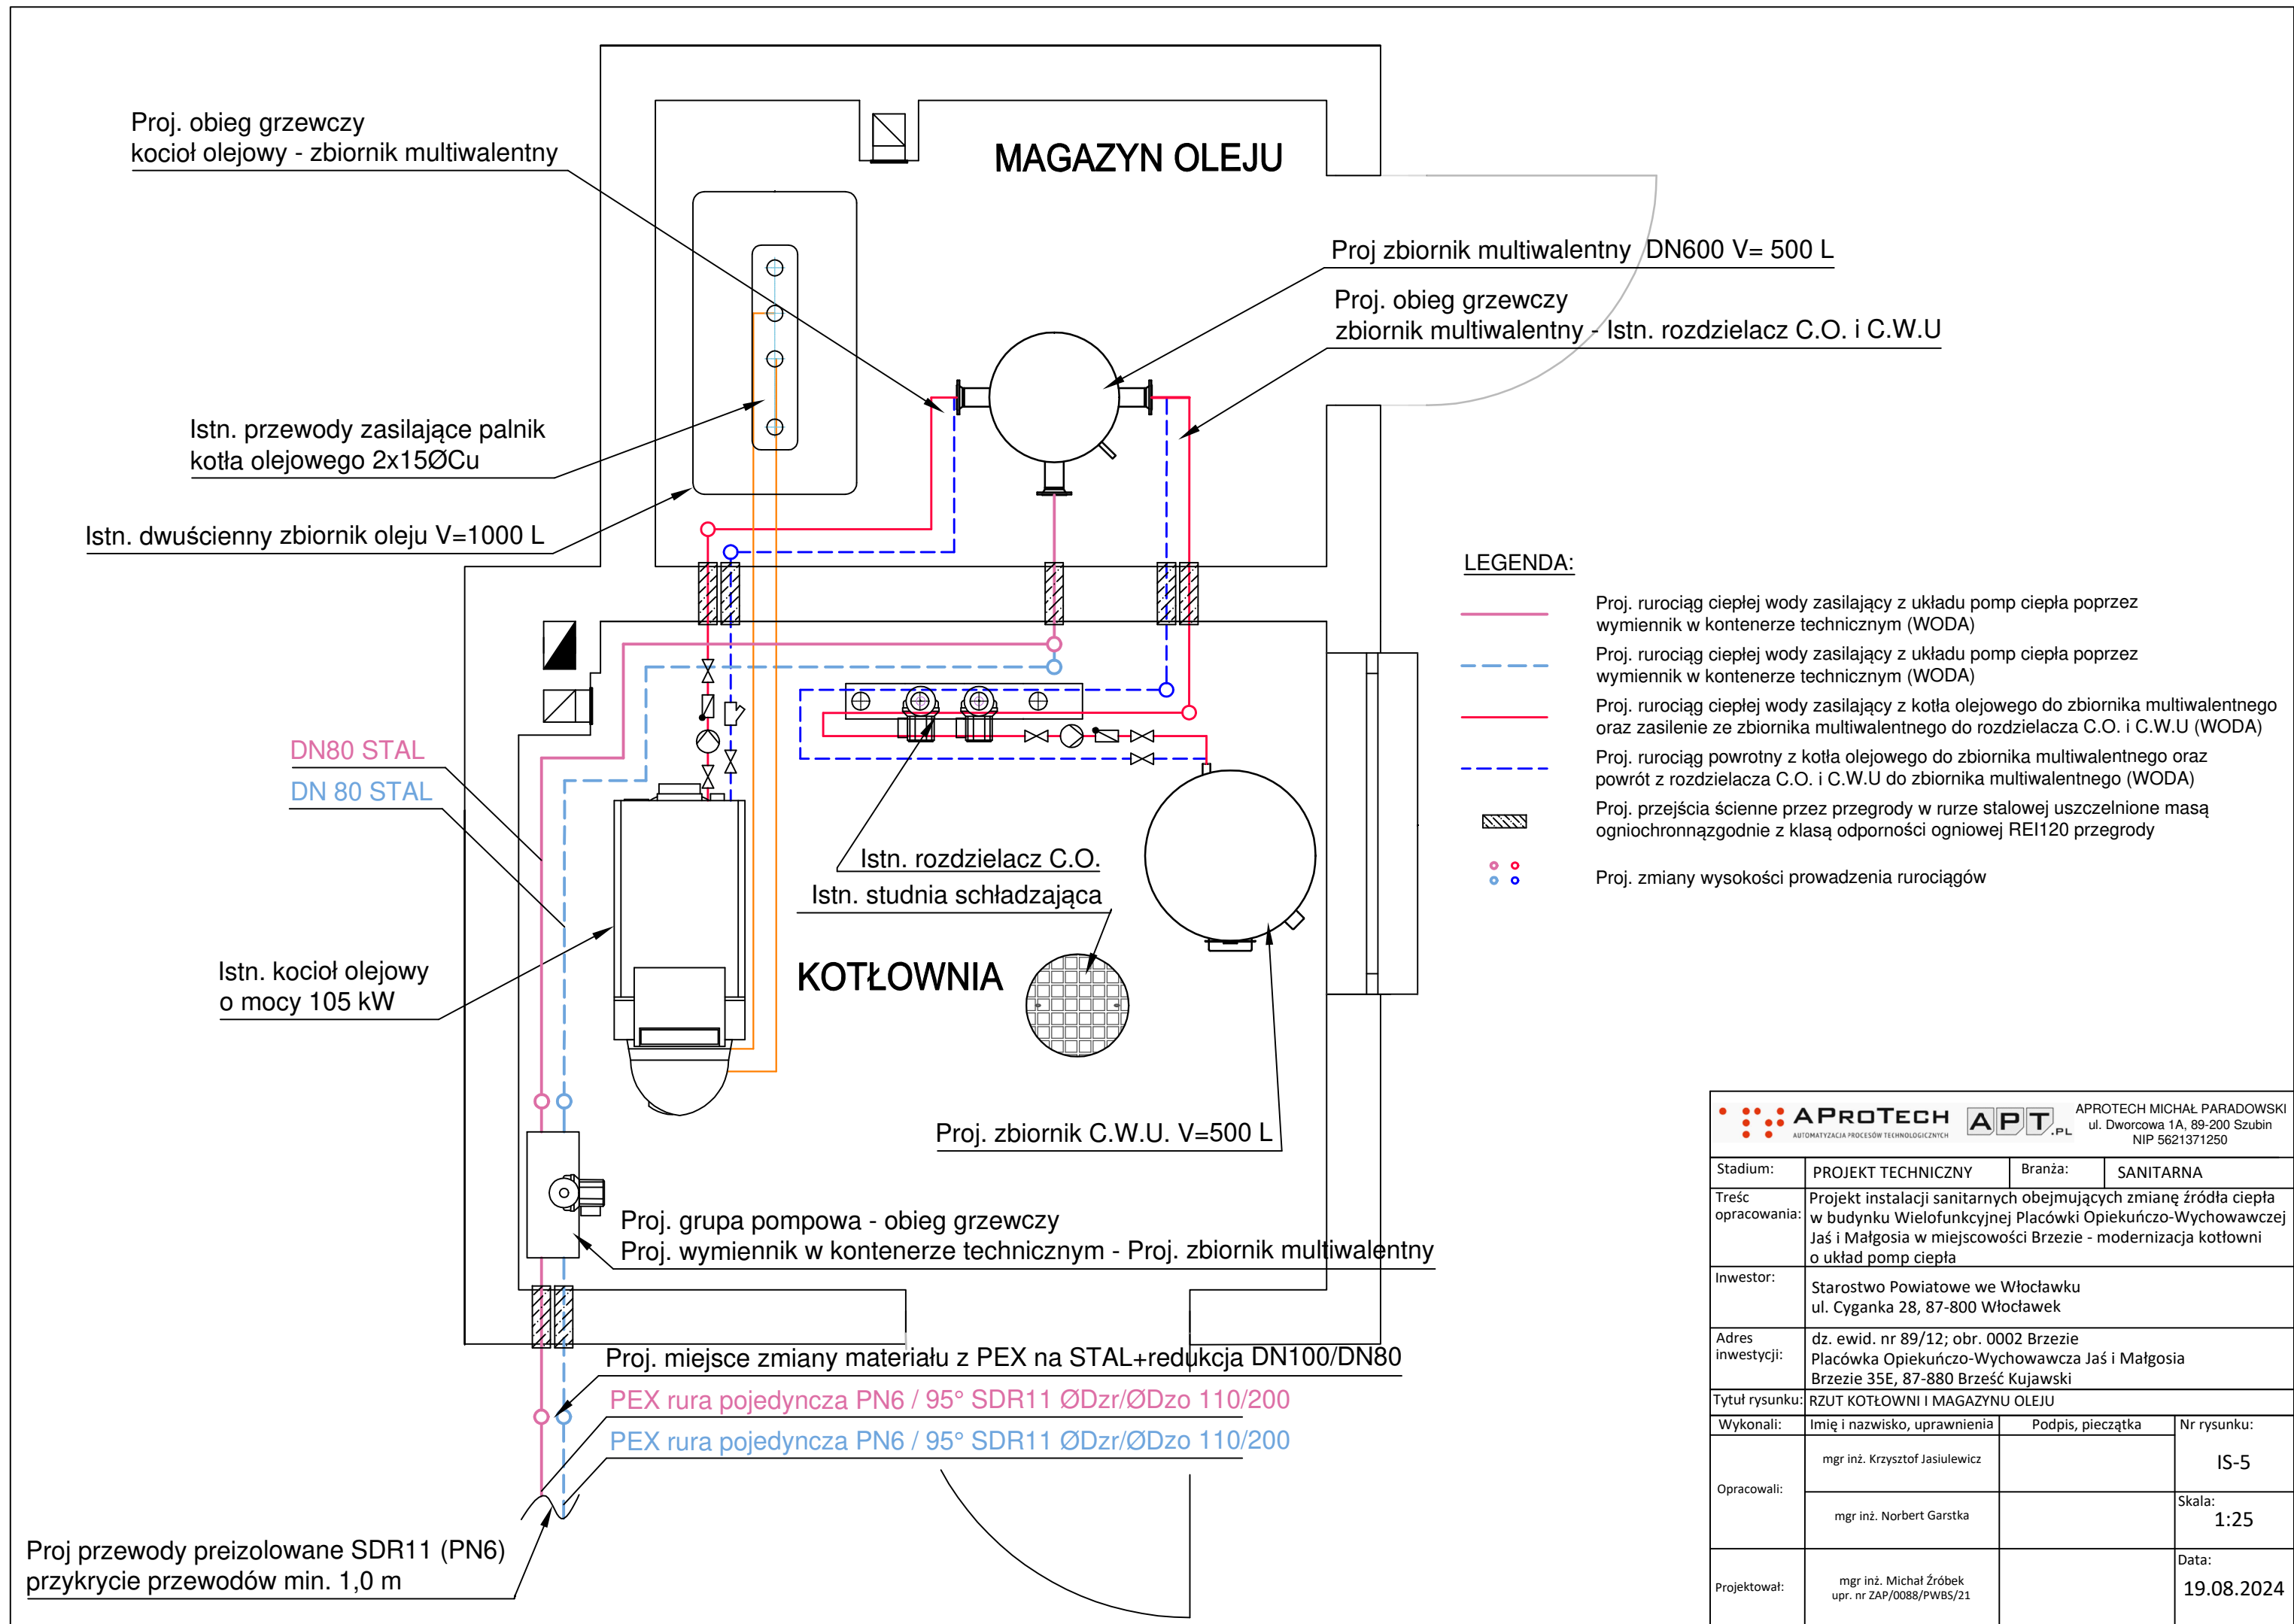 Proj. obieg grzewczy
kocioł olejowy - zbiornik multiwalentny
MAGAZYN OLEJU
Proj zbiornik multiwalentny DN600 V= 500 L
Proj. obieg grzewczy
zbiornik multiwalentny - Istn. rozdzielacz C.O. i C.W.U
Istn. przewody zasilające palnik
kotła olejowego 2x15ØCu
Istn. dwuścienny zbiornik oleju V=1000 L
LEGENDA:
Proj. rurociąg ciepłej wody zasilający z układu pomp ciepła poprzez
wymiennik w kontenerze technicznym (WODA)
Proj. rurociąg ciepłej wody zasilający z układu pomp ciepła poprzez
wymiennik w kontenerze technicznym (WODA)
Proj. rurociąg ciepłej wody zasilający z kotła olejowego do zbiornika multiwalentnego
oraz zasilenie ze zbiornika multiwalentnego do rozdzielacza C.O. i C.W.U (WODA)
Proj. rurociąg powrotny z kotła olejowego do zbiornika multiwalentnego oraz
powrót z rozdzielacza C.O. i C.W.U do zbiornika multiwalentnego (WODA)
Proj. przejścia ścienne przez przegrody w rurze stalowej uszczelnione masą
ogniochronnązgodnie z klasą odporności ogniowej REI120 przegrody
Proj. zmiany wysokości prowadzenia rurociągów
DN80 STAL
DN 80 STAL
Istn. rozdzielacz C.O.
Istn. studnia schładzająca
KOTŁOWNIA
Istn. kocioł olejowy
o mocy 105 kW
Proj. zbiornik C.W.U. V=500 L
Proj. grupa pompowa - obieg grzewczy
Proj. wymiennik w kontenerze technicznym - Proj. zbiornik multiwalentny
Proj. miejsce zmiany materiału z PEX na STAL+redukcja DN100/DN80
PEX rura pojedyncza PN6 / 95° SDR11 ØDzr/ØDzo 110/200
PEX rura pojedyncza PN6 / 95° SDR11 ØDzr/ØDzo 110/200
Proj przewody preizolowane SDR11 (PN6)
przykrycie przewodów min. 1,0 m
APROTECH
AUTOMATYZACJA PROCESÓW TECHNOLOGICZNYCH
APT.PL
APROTECH MICHAŁ PARADOWSKI
ul. Dworcowa 1A, 89-200 Szubin
NIP 5621371250
Stadium: PROJEKT TECHNICZNY Branża: SANITARNA
Treśc
opracowania:
Projekt instalacji sanitarnych obejmujących zmianę źródła ciepła
w budynku Wielofunkcyjnej Placówki Opiekuńczo-Wychowawczej
Jaś i Małgosia w miejscowości Brzezie - modernizacja kotłowni
o układ pomp ciepła
Inwestor:
Starostwo Powiatowe we Włocławku
ul. Cyganka 28, 87-800 Włocławek
Adres
inwestycji:
dz. ewid. nr 89/12; obr. 0002 Brzezie
Placówka Opiekuńczo-Wychowawcza Jaś i Małgosia
Brzezie 35E, 87-880 Brześć Kujawski
Tytuł rysunku: RZUT KOTŁOWNI I MAGAZYNU OLEJU
Wykonali: Imię i nazwisko, uprawnienia Podpis, pieczątka Nr rysunku:
IS-5
Opracowali:
mgr inż. Krzysztof Jasiulewicz
mgr inż. Norbert Garstka
Skala:
1:25
Projektował:
mgr inż. Michał Źróbek
upr. nr ZAP/0088/PWBS/21
Data:
19.08.2024